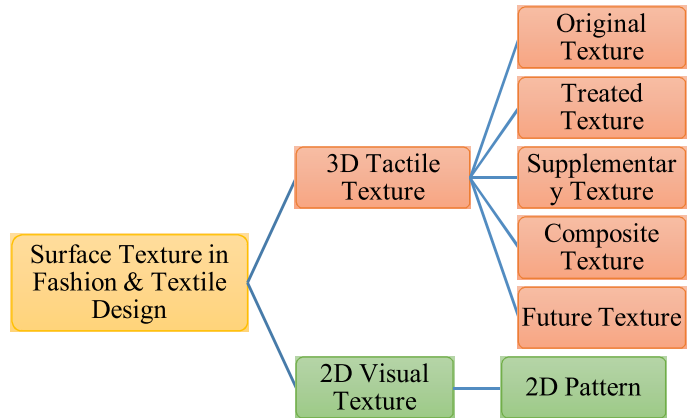 Original
Texture
Treated
Texture
3D Tactile
Texture
Supplementar
y Texture
Composite
Texture
Surface Texture in
Fashion & Textile
Design
Future Texture
2D Visual
Texture
2D Pattern